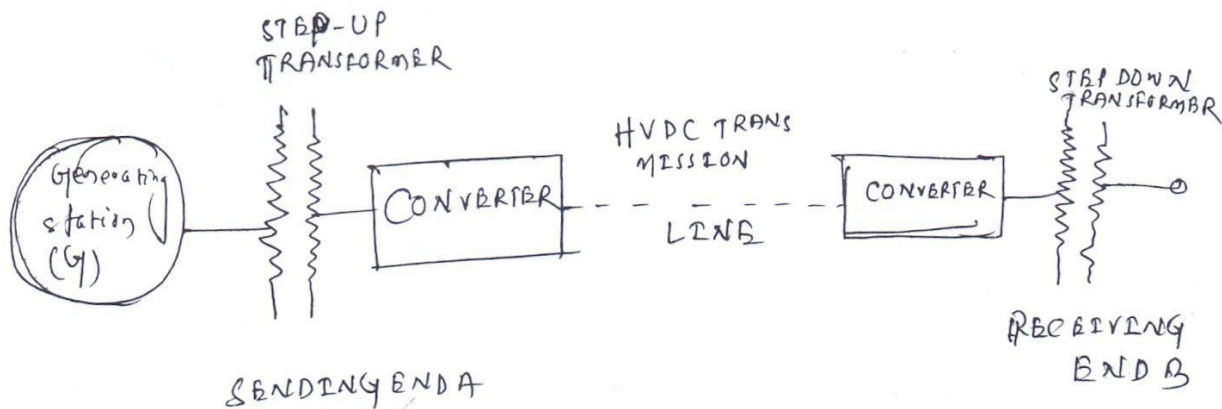 STEP-UP
TRANSFORMER
Generating
station
(G)
CONVERTER
HVDC TRANS
MISSION
LINE
CONVERTER
STEP DOWN
TRANSFORMER
SENDING END A
RECEIVING
END B